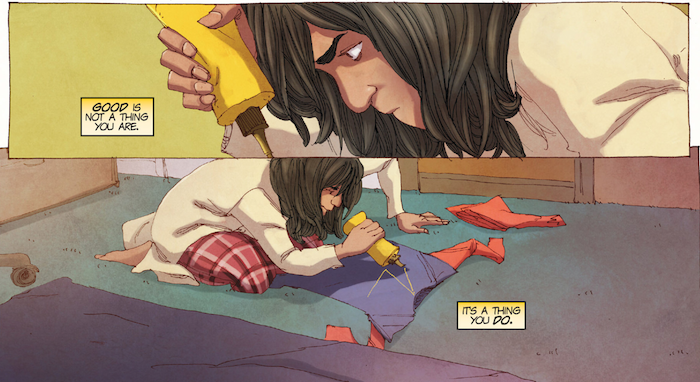 GOOD IS
NOT A THING
YOU ARE.
IT'S A THING
YOU DO.